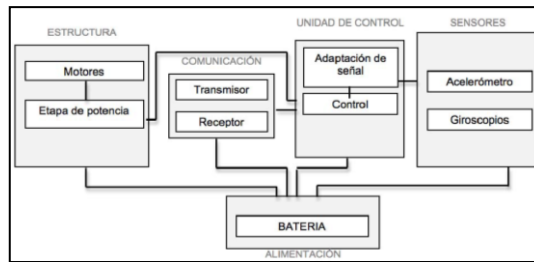 ESTRUCTURA
Motores
Etapa de potencia
COMUNICACIÓN
Transmisor
Receptor
UNIDAD DE CONTROL
Adaptación de
señal
Control
SENSORES
Acelerómetro
Giroscopios
BATERIA
ALIMENTACIÓN